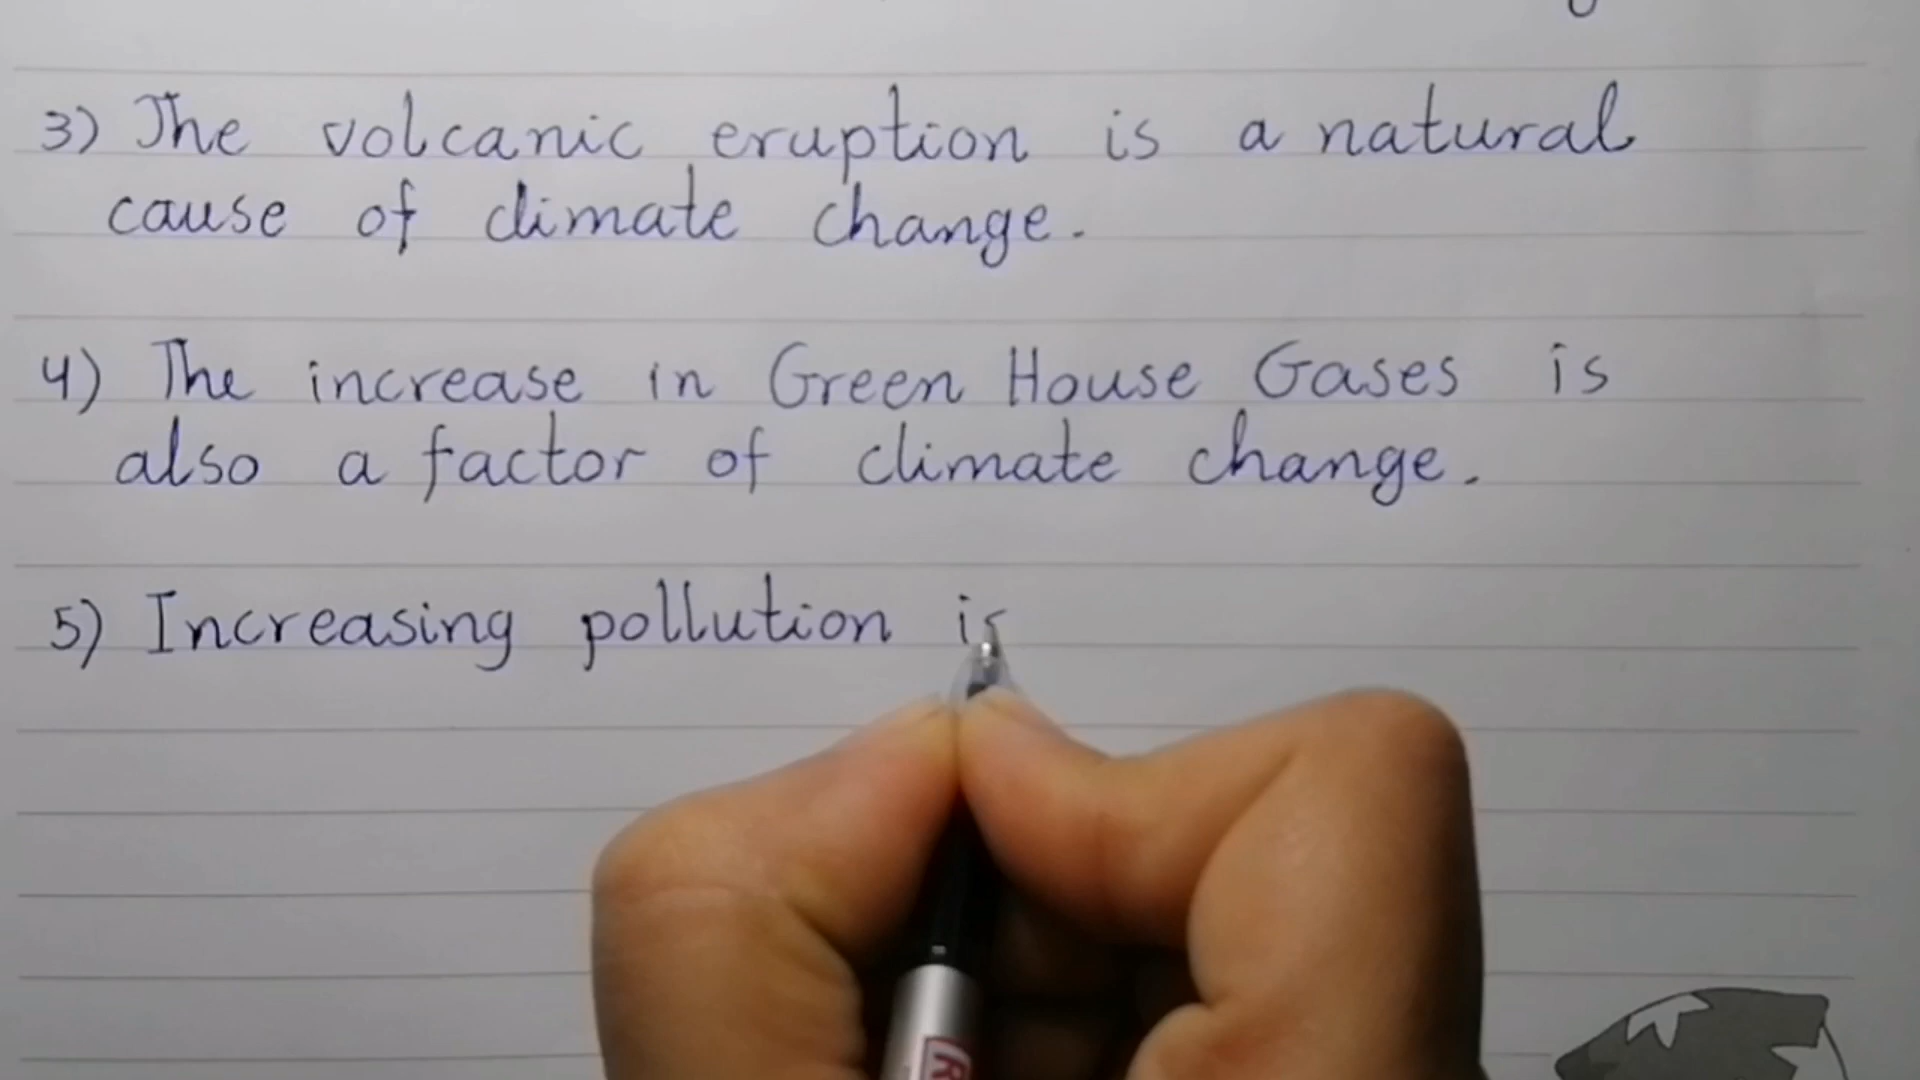 3) The volcanic eruption is a natural
cause of climate change.
4) The increase in Green House Gases is
also a factor of climate change.
5) Increasing pollution is
R